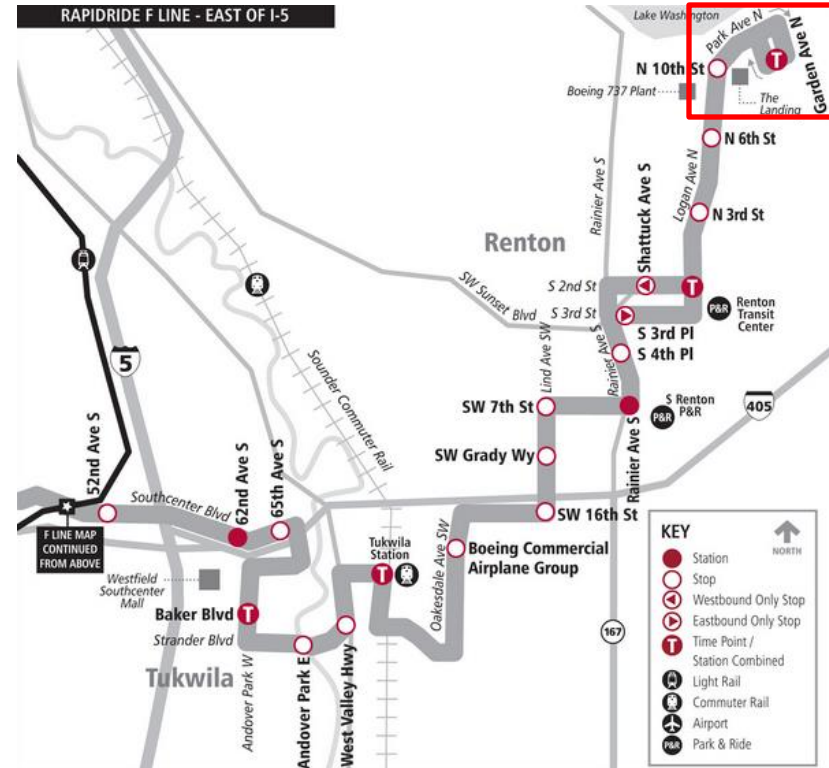 RAPIDRIDE F LINE - EAST OF I-5
Lake Washington
Park Ave N
Garden Ave N
T
N 10th St
Boeing 737 Plant
The
Landing
N 6th St
Logan Ave N
N 3rd St
Rainier Ave S
Shattuck Ave S
Renton
S 2nd St
T
S 3rd St
P&R
Renton
Transit
Center
S 3rd Pl
S 4th Pl
SW Sunset Blvd
Lind Ave SW
Rainier Ave S
Sounder Commuter Rail
5
SW 7th St
S Renton
P&R
P&R
405
Rainier Ave S
SW Grady Wy
52nd Ave S
Southcenter Blvd
62nd Ave S
65th Ave S
SW 16th St
F LINE MAP
CONTINUED
FROM ABOVE
Tukwila
Station
T
Oakesdale Ave SW
Boeing Commercial
Airplane Group
Westfield
Southcenter
Mall
Baker Blvd
T
Strander Blvd
Tukwila
Andover Park W
Andover Park E
West Valley Hwy
167
KEY
NORTH
Station
Stop
Westbound Only Stop
Eastbound Only Stop
T
Time Point /
Station Combined
Light Rail
Commuter Rail
Airport
P&R
Park & Ride